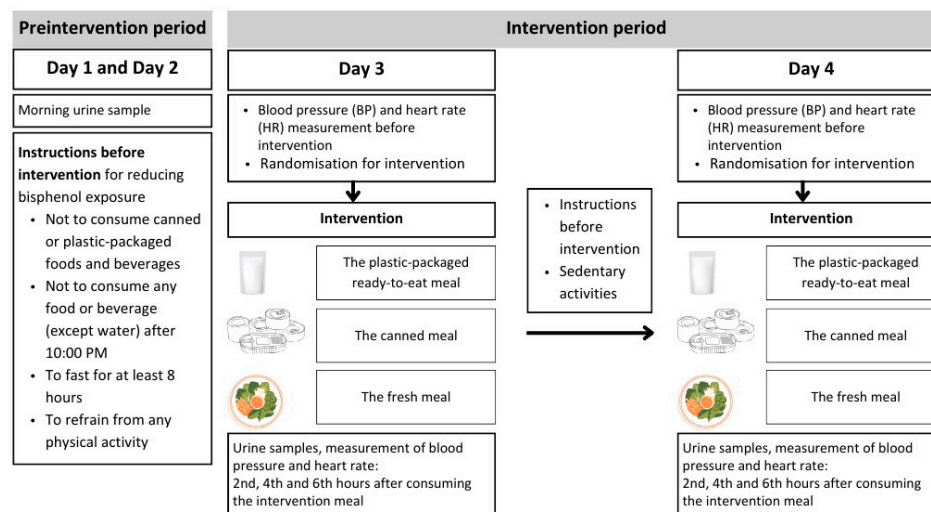 Preintervention period
Intervention period
Day 1 and Day 2
Morning urine sample
Instructions before
intervention for reducing
bisphenol exposure
• Not to consume canned
or plastic-packaged
foods and beverages
• Not to consume any
food or beverage
(except water) after
10:00 PM
• To fast for at least 8
hours
• To refrain from any
physical activity
Day 3
• Blood pressure (BP) and heart rate
(HR) measurement before
intervention
• Randomisation for intervention
Intervention
The plastic-packaged
ready-to-eat meal
The canned meal
The fresh meal
Urine samples, measurement of blood
pressure and heart rate:
2nd, 4th and 6th hours after consuming
the intervention meal
• Instructions
before
intervention
• Sedentary
activities
Day 4
• Blood pressure (BP) and heart rate
(HR) measurement before
intervention
• Randomisation for intervention
Intervention
The plastic-packaged
ready-to-eat meal
The canned meal
The fresh meal
Urine samples, measurement of blood
pressure and heart rate:
2nd, 4th and 6th hours after consuming
the intervention meal